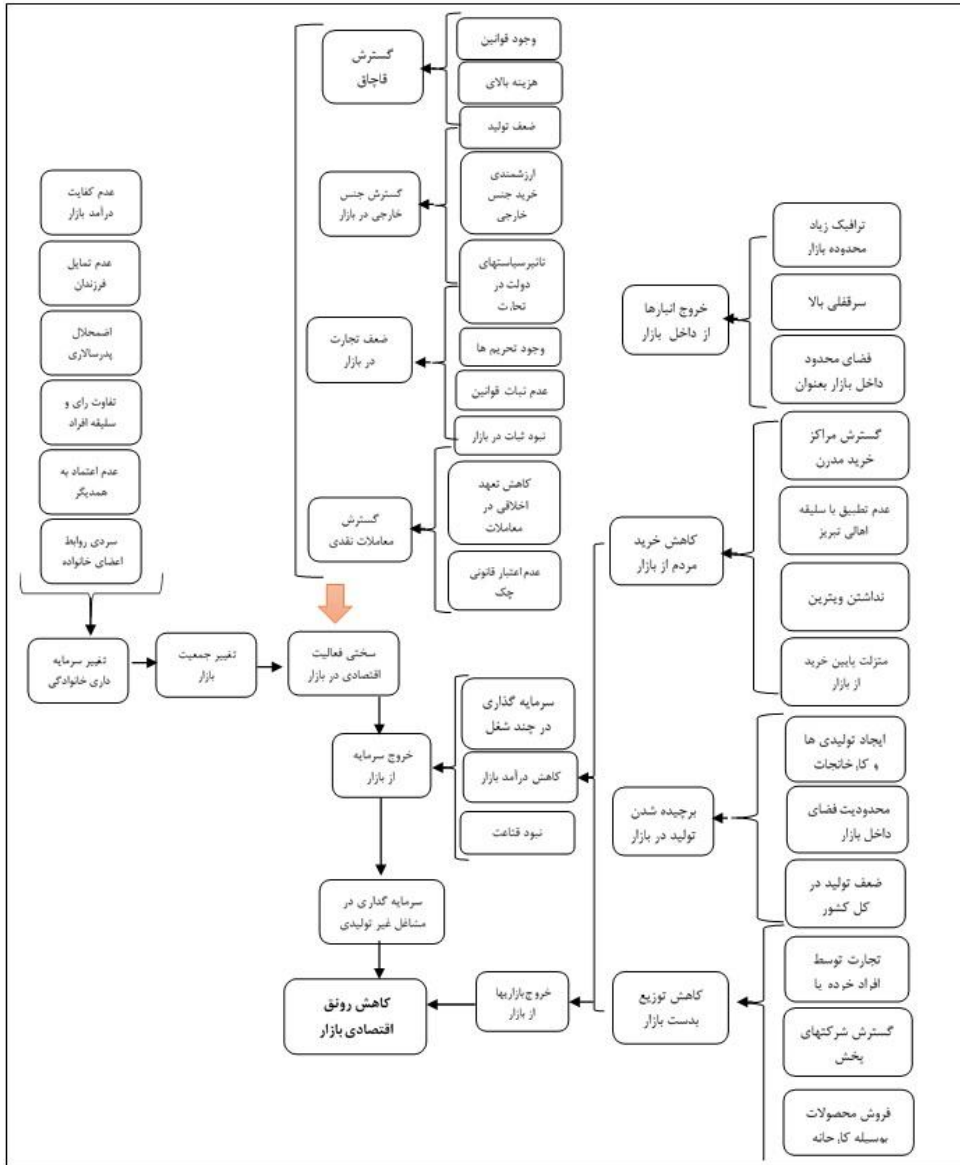 وجود قوانین
هزینه بالای
ضعف تولید
ارزشمندی
خرید جنس
خارجی
تاثیرسیاستهای
دولت در
تجارت
وجود تحریم ها
عدم ثبات قوانین
نبود ثبات در بازار
کاهش تعهد
اخلاقی در
معاملات
عدم اعتبار قانونی
چک
گسترش
قاچاق
گسترش جنس
خارجی در بازار
ضعف تجارت
در بازار
گسترش
معاملات نقدی
ترافیک زیاد
محدوده بازار
سرقفلی بالا
فضای محدود
داخل بازار بعنوان
خروج انبارها
از داخل بازار
گسترش مراکز
خرید مدرن
عدم تطبیق با سلیقه
اهالی تبریز
نداشتن ویترین
منزلت پایین خرید
از بازار
کاهش خرید
مردم از بازار
ایجاد تولیدی ها
و کارخانجات
محدودیت فضای
داخل بازار
ضعف تولید در
کل کشور
برچیده شدن
تولید در بازار
تجارت توسط
افراد خرده پا
گسترش شرکتهای
پخش
فروش محصولات
بوسیله کارخانه
کاهش توزیع
بدست بازار
عدم کفایت
درآمد بازار
عدم تمایل
فرزندان
اضمحلال
پدرسالاری
تفاوت رای و
سلیقه افراد
عدم اعتماد به
همدیگر
سردی روابط
اعضای خانواده
تغییر سرمایه
داری خانوادگی
تغییر جمعیت
بازار
سختی فعالیت
اقتصادی در بازار
سرمایه گذاری
در چند شغل
کاهش درآمد بازار
نبود قناعت
خروج سرمایه
از بازار
سرمایه گذاری در
مشاغل غیر تولیدی
خروج بازاریها
از بازار
کاهش رونق
اقتصادی بازار